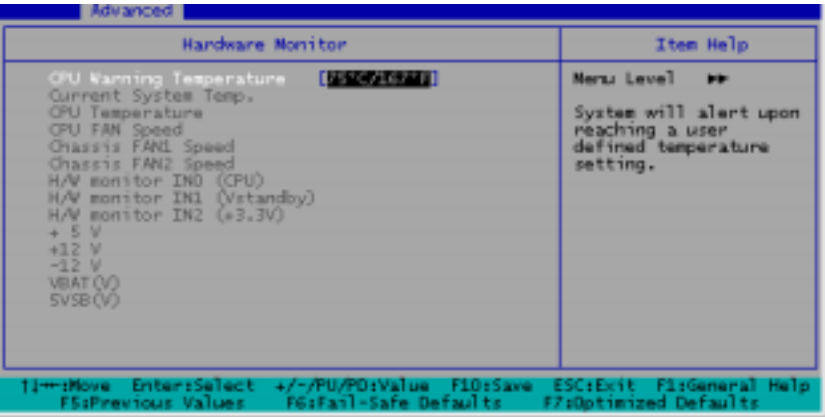 Advanced
Hardware Monitor
Item Help
CPU Warning Temperature [75°C/167°F]
Current System Temp.
CPU Temperature
CPU FAN Speed
Chassis FAN1 Speed
Chassis FAN2 Speed
H/W monitor IN0 (CPU)
H/W monitor IN1 (Vstandby)
H/W monitor IN2 (+3.3V)
+ 5 V
+12 V
-12 V
VBAT(V)
5VSB(V)
Menu Level ▸▸
System will alert upon
reaching a user
defined temperature
setting.
↑↓→←:Move Enter:Select +/-/PU/PD:Value F10:Save ESC:Exit F1:General Help
F5:Previous Values F6:Fail-Safe Defaults F7:Optimized Defaults